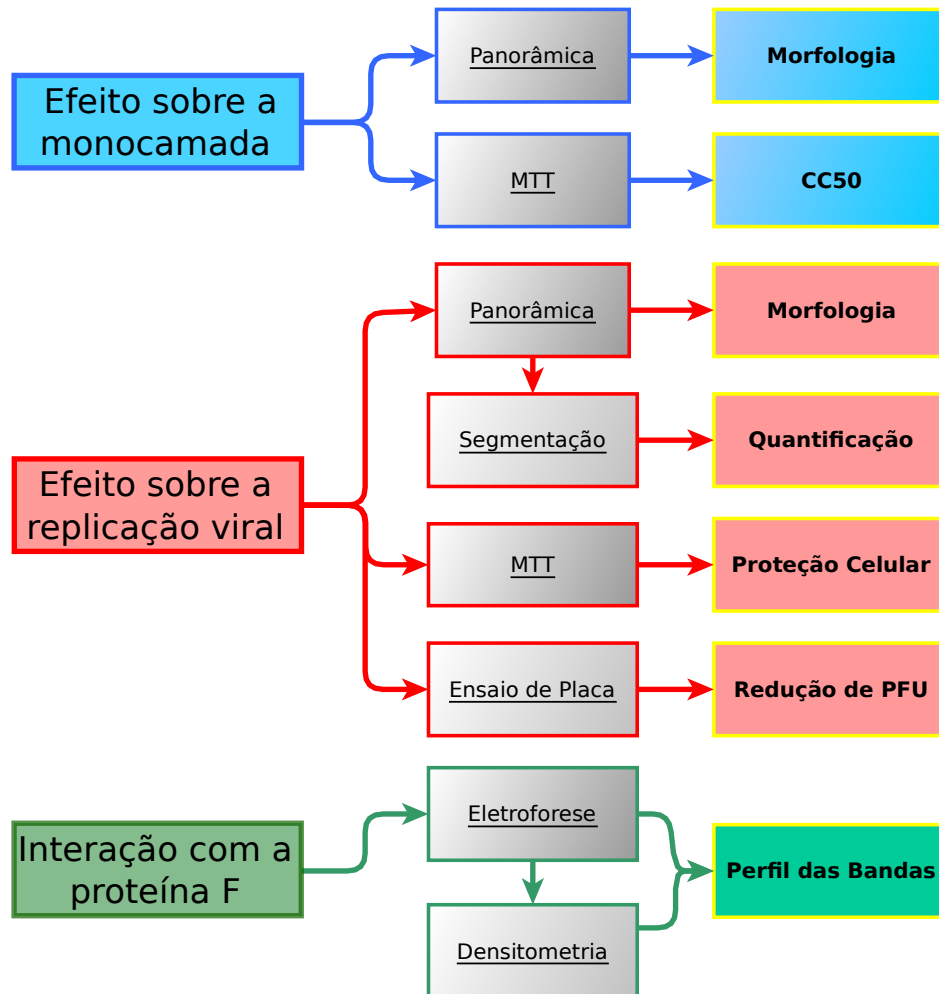 Efeito sobre a
monocamada
Panorâmica
Morfologia
MTT
CC50
Efeito sobre a
replicação viral
Panorâmica
Morfologia
Segmentação
Quantificação
MTT
Proteção Celular
Ensaio de Placa
Redução de PFU
Interação com a
proteína F
Eletroforese
Densitometria
Perfil das Bandas